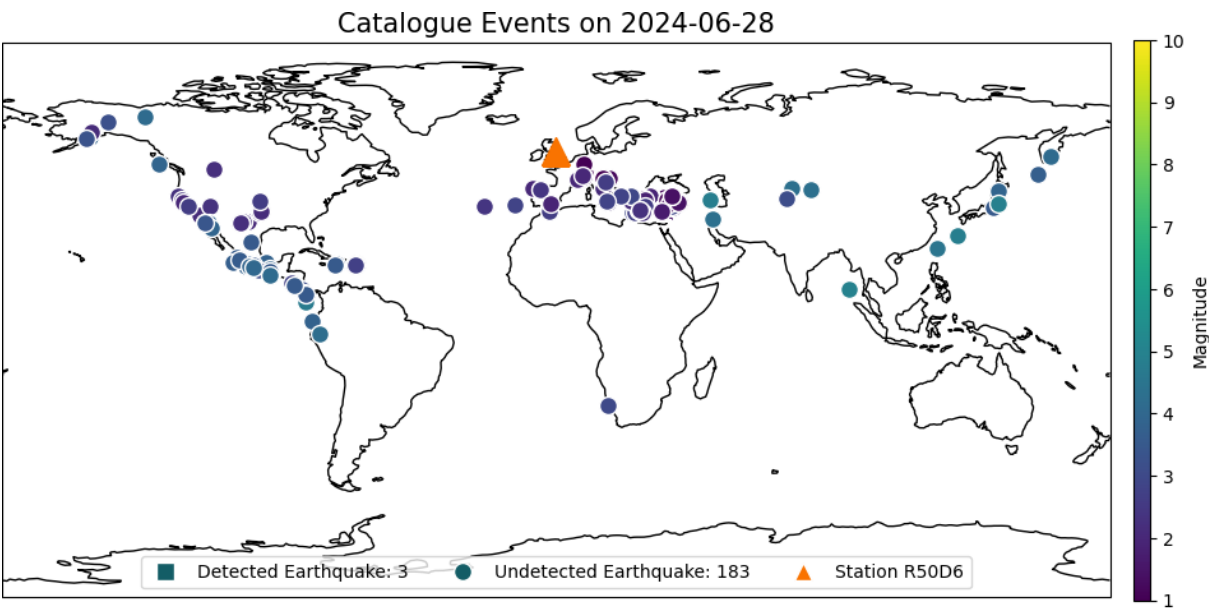 Catalogue Events on 2024-06-28
10
9
8
7
6
5
4
3
2
1
Magnitude
Detected Earthquake: 3
Undetected Earthquake: 183
Station R50D6